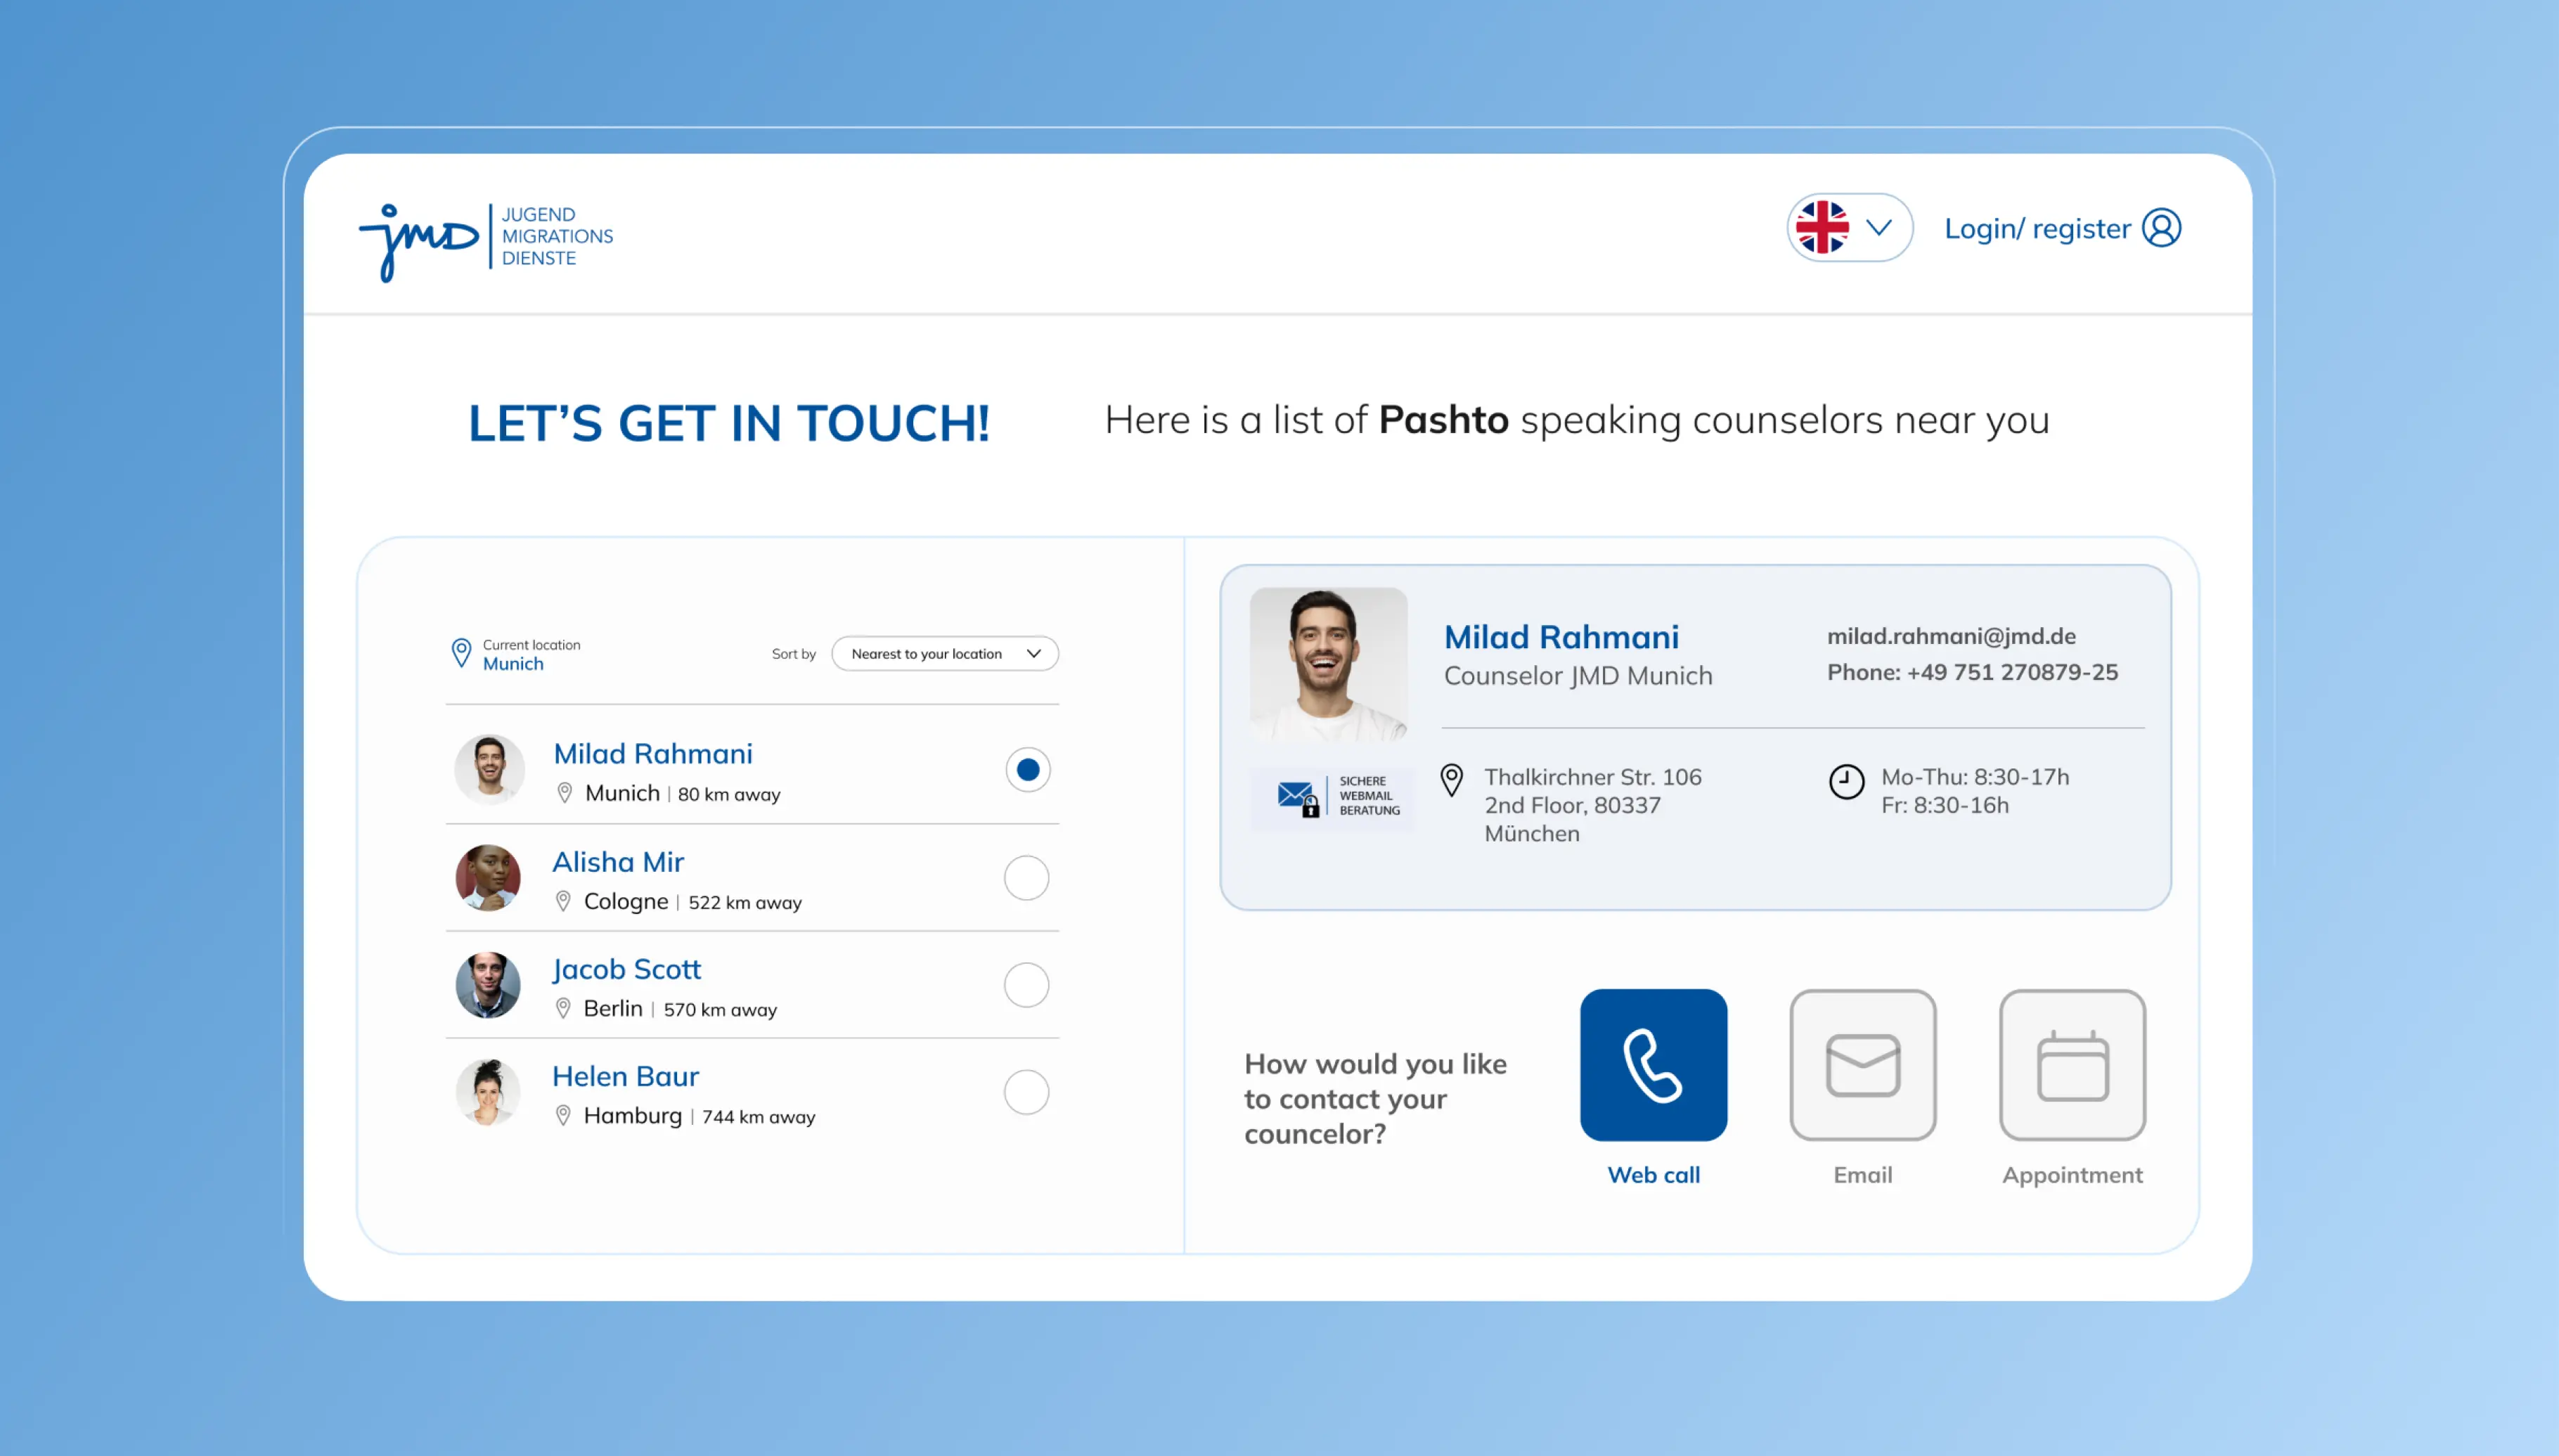 jmD
JUGEND
MIGRATIONS
DIENSTE
Login/ register
LET’S GET IN TOUCH!
Here is a list of Pashto speaking counselors near you
Current location
Munich
Sort by
Nearest to your location
Milad Rahmani
Munich | 80 km away
Alisha Mir
Cologne | 522 km away
Jacob Scott
Berlin | 570 km away
Helen Baur
Hamburg | 744 km away
Milad Rahmani
Counselor JMD Munich
milad.rahmani@jmd.de
Phone: +49 751 270879-25
SICHERE
WEBMAIL
BERATUNG
Thalkirchner Str. 106
2nd Floor, 80337
München
Mo-Thu: 8:30-17h
Fr: 8:30-16h
How would you like
to contact your
councelor?
Web call
Email
Appointment